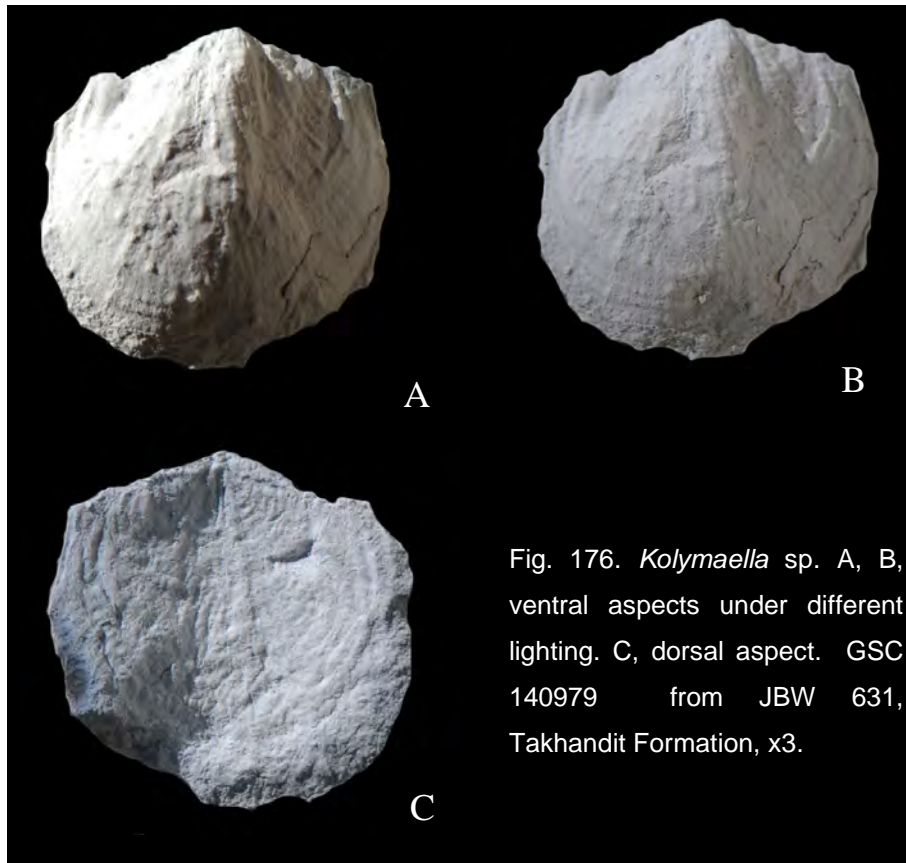 A
B
C
Fig. 176. Kolymaella sp. A, B,
ventral aspects under different
lighting. C, dorsal aspect. GSC
140979 from JBW 631,
Takhandit Formation, x3.